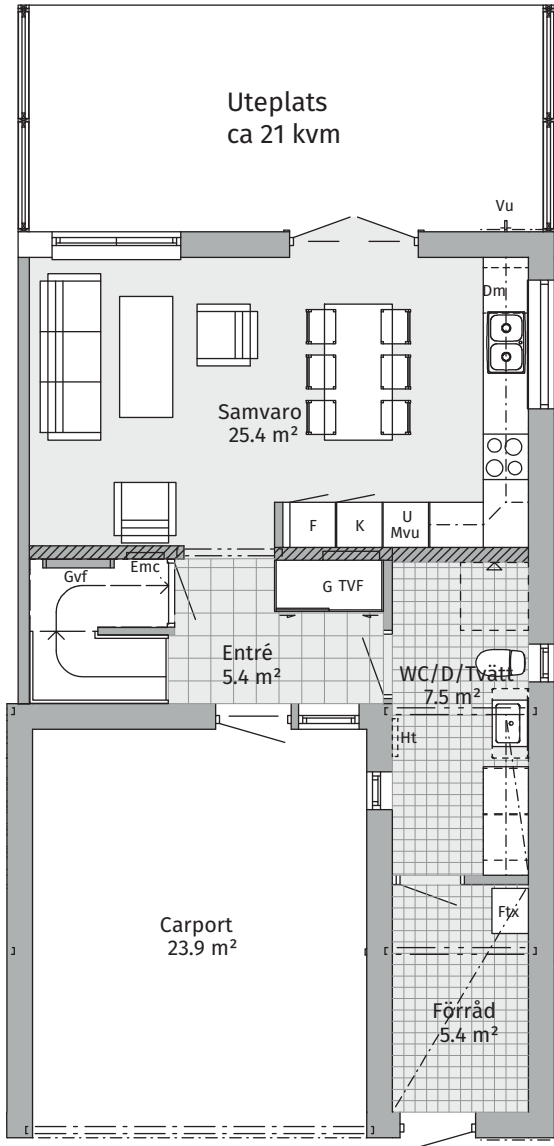 Uteplats
ca 21 kvm
Vu
Dm
Samvaro
25.4 m²
F
K
U
Mvu
Gvf
Emc
G TVF
Entré
5.4 m²
WC/D/Tvätt
7.5 m²
Ht
Ftx
Carport
23.9 m²
Förråd
5.4 m²